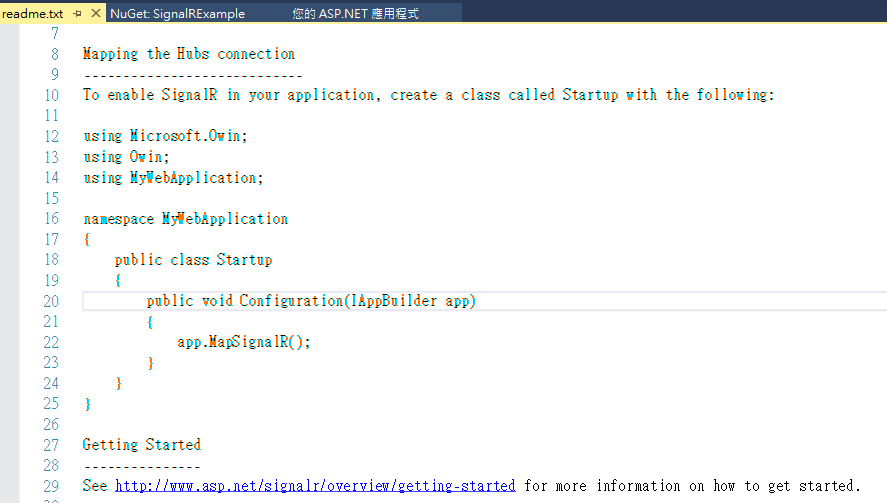 readme.txt NuGet: SignalRExample 您的 ASP.NET 應用程式
7
8 Mapping the Hubs connection
9 ----------------------------
10 To enable SignalR in your application, create a class called Startup with the following:
11
12 using Microsoft.Owin;
13 using Owin;
14 using MyWebApplication;
15
16 namespace MyWebApplication
17 {
18     public class Startup
19     {
20         public void Configuration(IAppBuilder app)
21         {
22             app.MapSignalR();
23         }
24     }
25 }
26
27 Getting Started
28 ---------------
29 See http://www.asp.net/signalr/overview/getting-started for more information on how to get started.